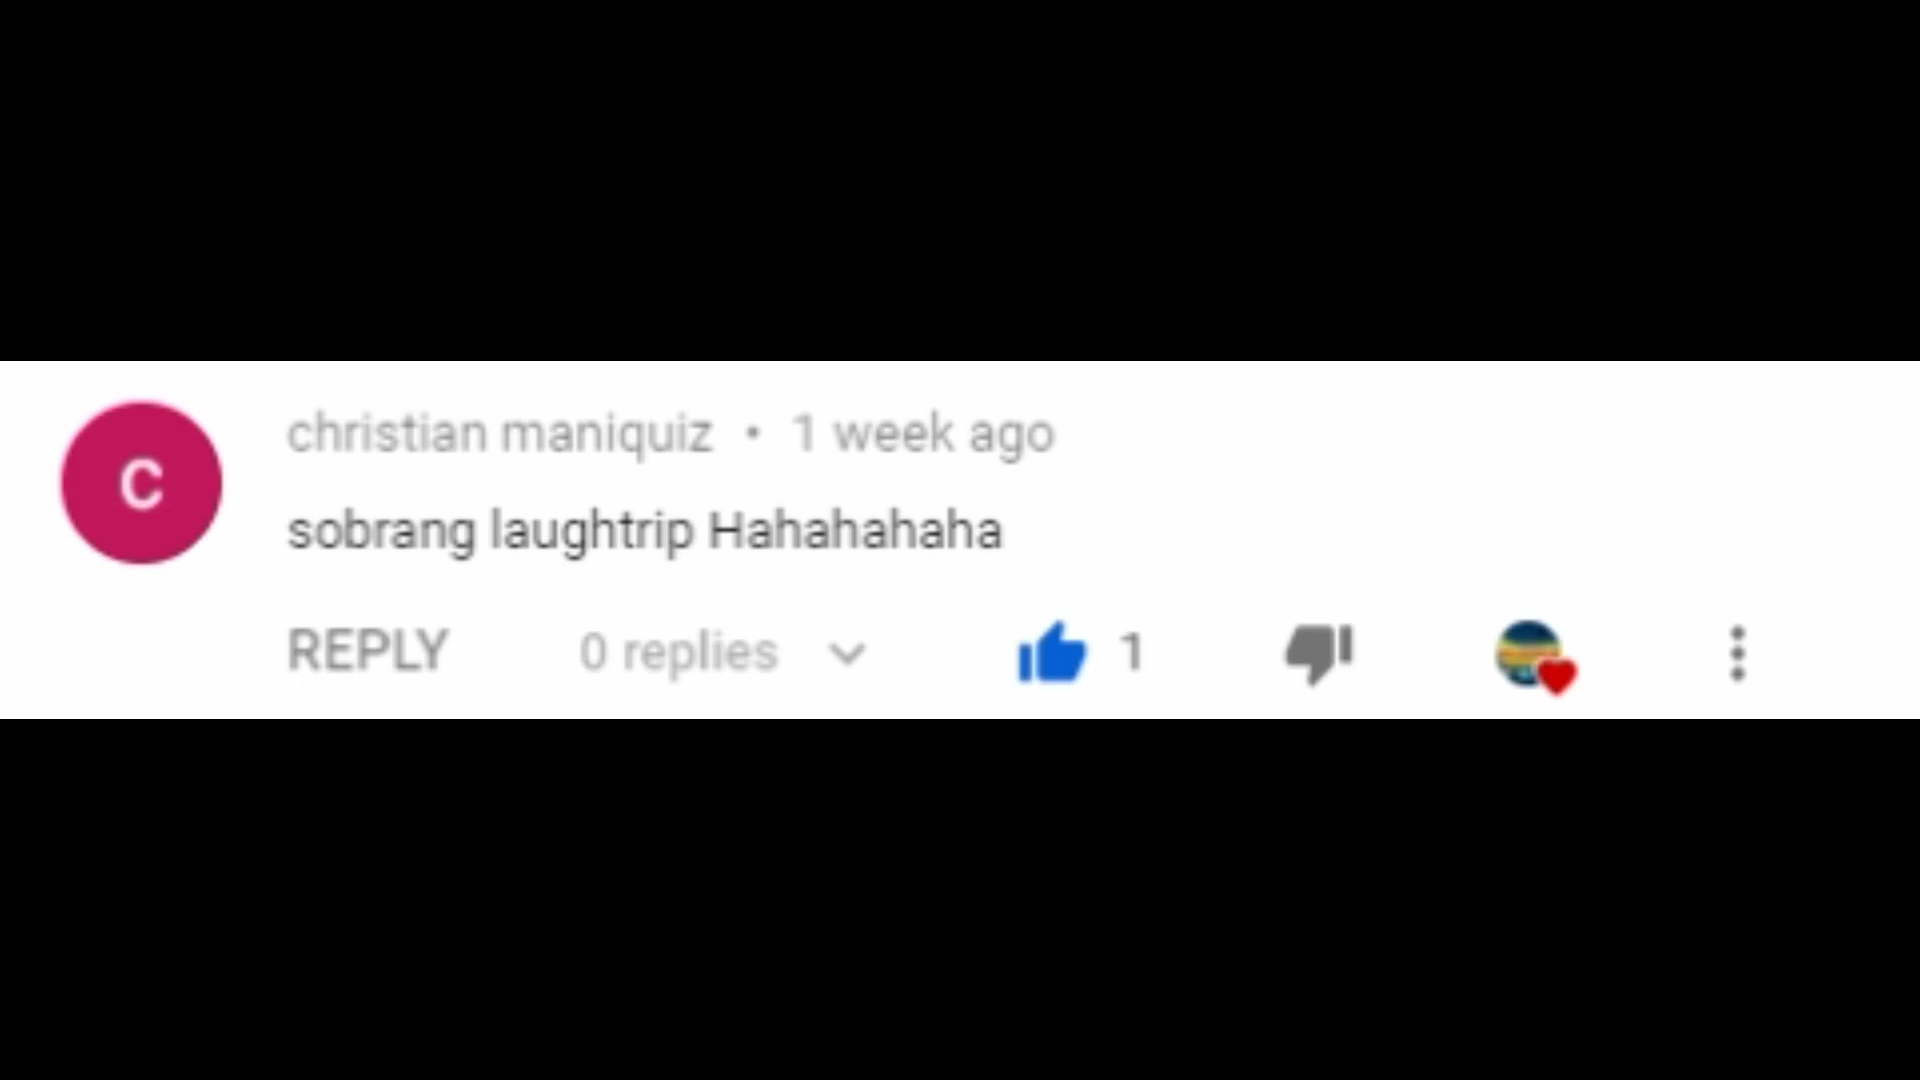 C
christian maniquiz • 1 week ago
sobrang laughtrip Hahahahaha
REPLY 0 replies 1